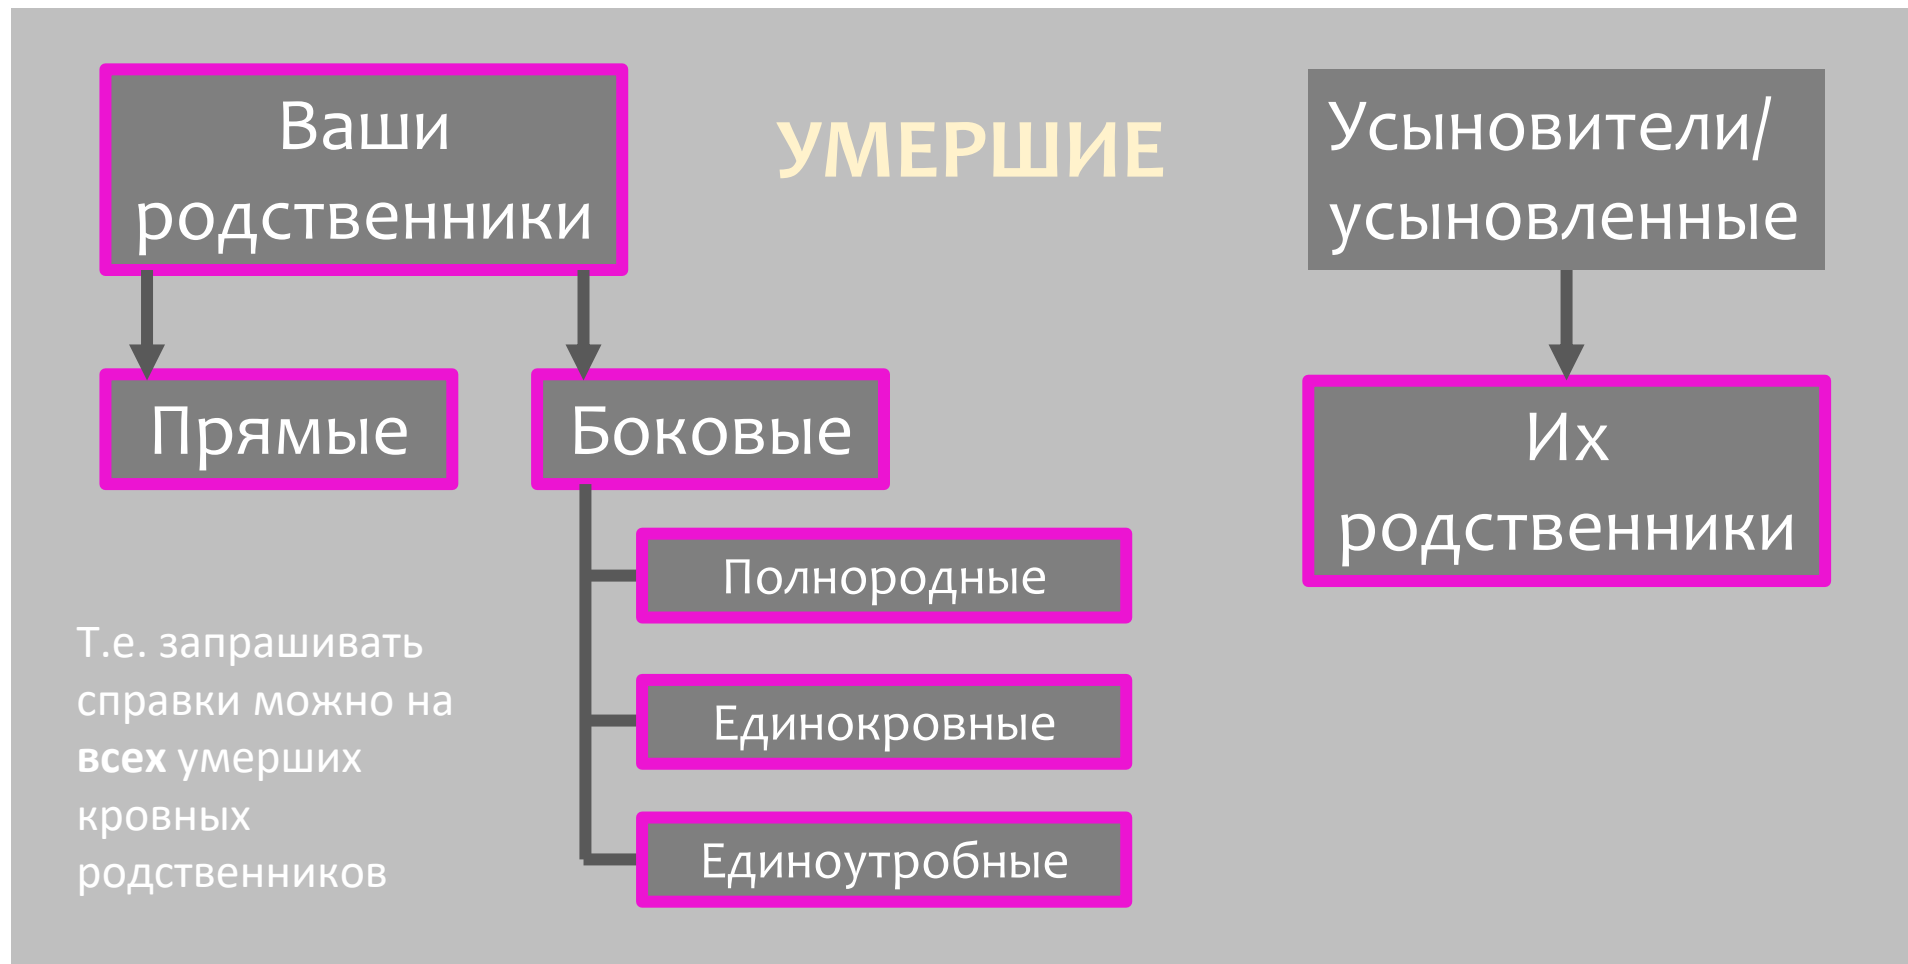 Ваши
родственники
УМЕРШИЕ
Усыновители/
усыновленные
Прямые
Боковые
Их
родственники
Полнородные
Единокровные
Единоутробные
Т.е. запрашивать
справки можно на
всех умерших
кровных
родственников